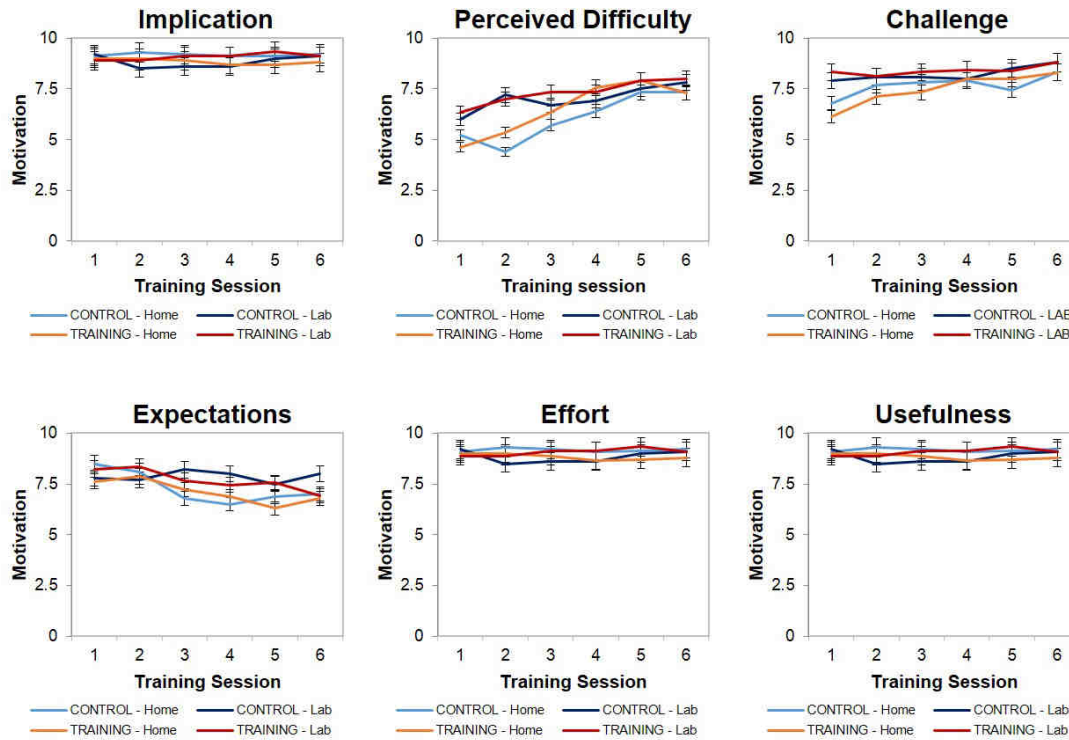 Implication
10
7.5
5
2.5
0
Motivation
1 2 3 4 5 6
Training Session
CONTROL - Home CONTROL - Lab
TRAINING - Home TRAINING - Lab
Perceived Difficulty
10
7.5
5
2.5
0
Motivation
1 2 3 4 5 6
Training session
CONTROL - Home CONTROL - Lab
TRAINING - Home TRAINING - Lab
Challenge
10
7.5
5
2.5
0
Motivation
1 2 3 4 5 6
Training Session
CONTROL - Home CONTROL - LAB
TRAINING - Home TRAINING - LAB
Expectations
10
7.5
5
2.5
0
Motivation
1 2 3 4 5 6
Training Session
CONTROL - Home CONTROL - Lab
TRAINING - Home TRAINING - Lab
Effort
10
7.5
5
2.5
0
Motivation
1 2 3 4 5 6
Training Session
CONTROL - Home CONTROL - Lab
TRAINING - Home TRAINING - Lab
Usefulness
10
7.5
5
2.5
0
Motivation
1 2 3 4 5 6
Training Session
CONTROL - Home CONTROL - Lab
TRAINING - Home TRAINING - Lab